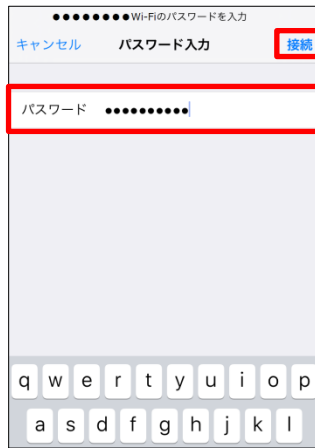 ●●●●●●●●Wi-Fiのパスワードを入力
キャンセル パスワード入力 接続
パスワード ●●●●●●●●●●
q w e r t y u i o p
a s d f g h j k l